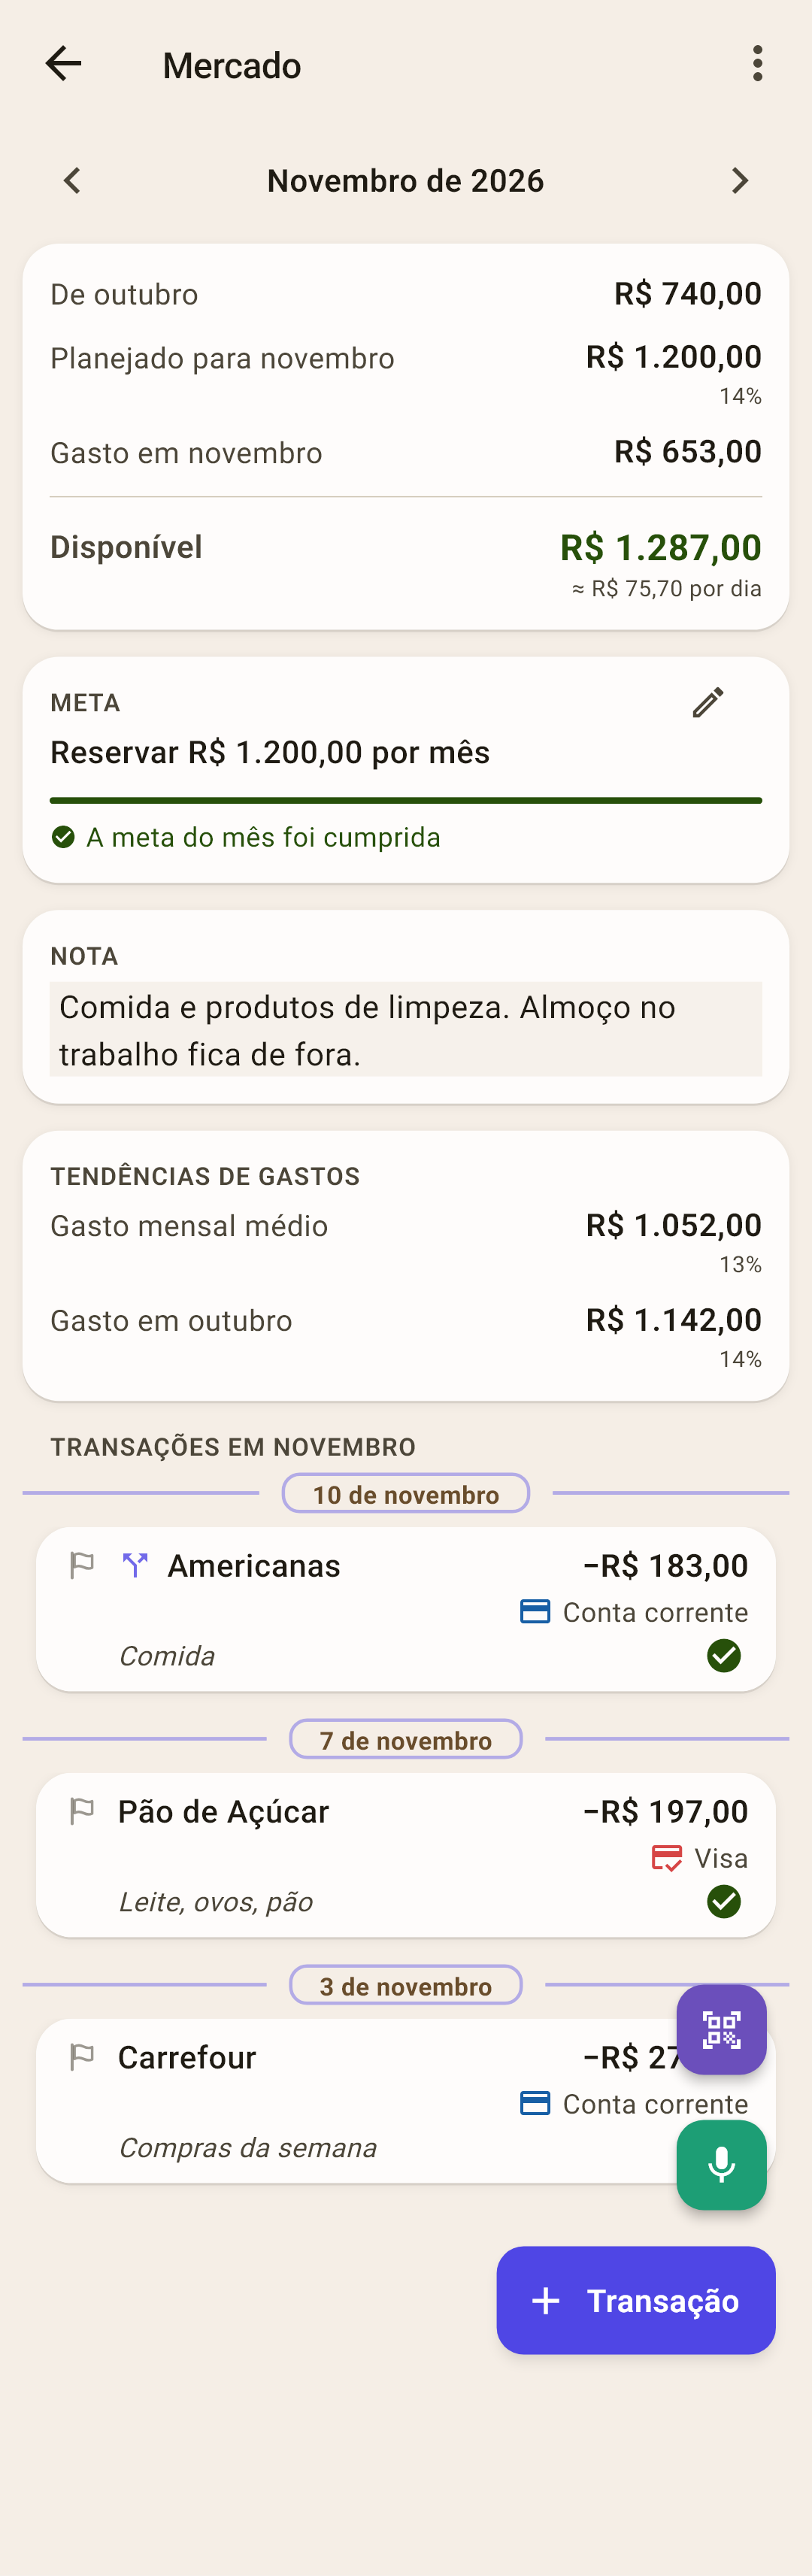 Mercado
Novembro de 2026
De outubro
R$ 740,00
Planejado para novembro
R$ 1.200,00
14%
Gasto em novembro
R$ 653,00
Disponível
R$ 1.287,00
≈ R$ 75,70 por dia
META
Reservar R$ 1.200,00 por mês
A meta do mês foi cumprida
NOTA
Comida e produtos de limpeza. Almoço no
trabalho fica de fora.
TENDÊNCIAS DE GASTOS
Gasto mensal médio
R$ 1.052,00
13%
Gasto em outubro
R$ 1.142,00
14%
TRANSAÇÕES EM NOVEMBRO
10 de novembro
Americanas
−R$ 183,00
Conta corrente
Comida
7 de novembro
Pão de Açúcar
−R$ 197,00
Visa
Leite, ovos, pão
3 de novembro
Carrefour
−R$ 27
Conta corrente
Compras da semana
Transação